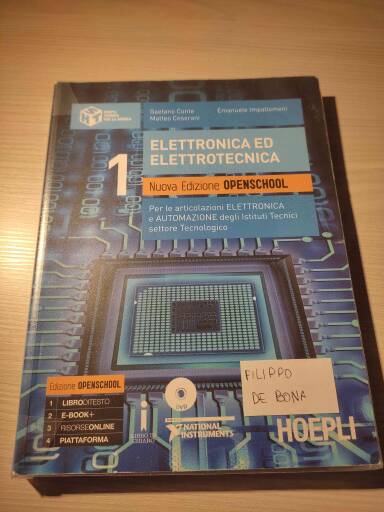 Gaetano Conte
Matteo Ceserani
Emanuele Impallomeni
1
ELETTRONICA ED
ELETTROTECNICA
Nuova Edizione OPENSCHOOL
Per le articolazioni ELETTRONICA
e AUTOMAZIONE degli Istituti Tecnici
settore Tecnologico
Edizione OPENSCHOOL
1 LIBRODITESTO
2 E-BOOK+
3 RISORSEONLINE
4 PIATTAFORMA
DVD
NATIONAL
INSTRUMENTS
FILIPPO
DE BONA
HOEPLI